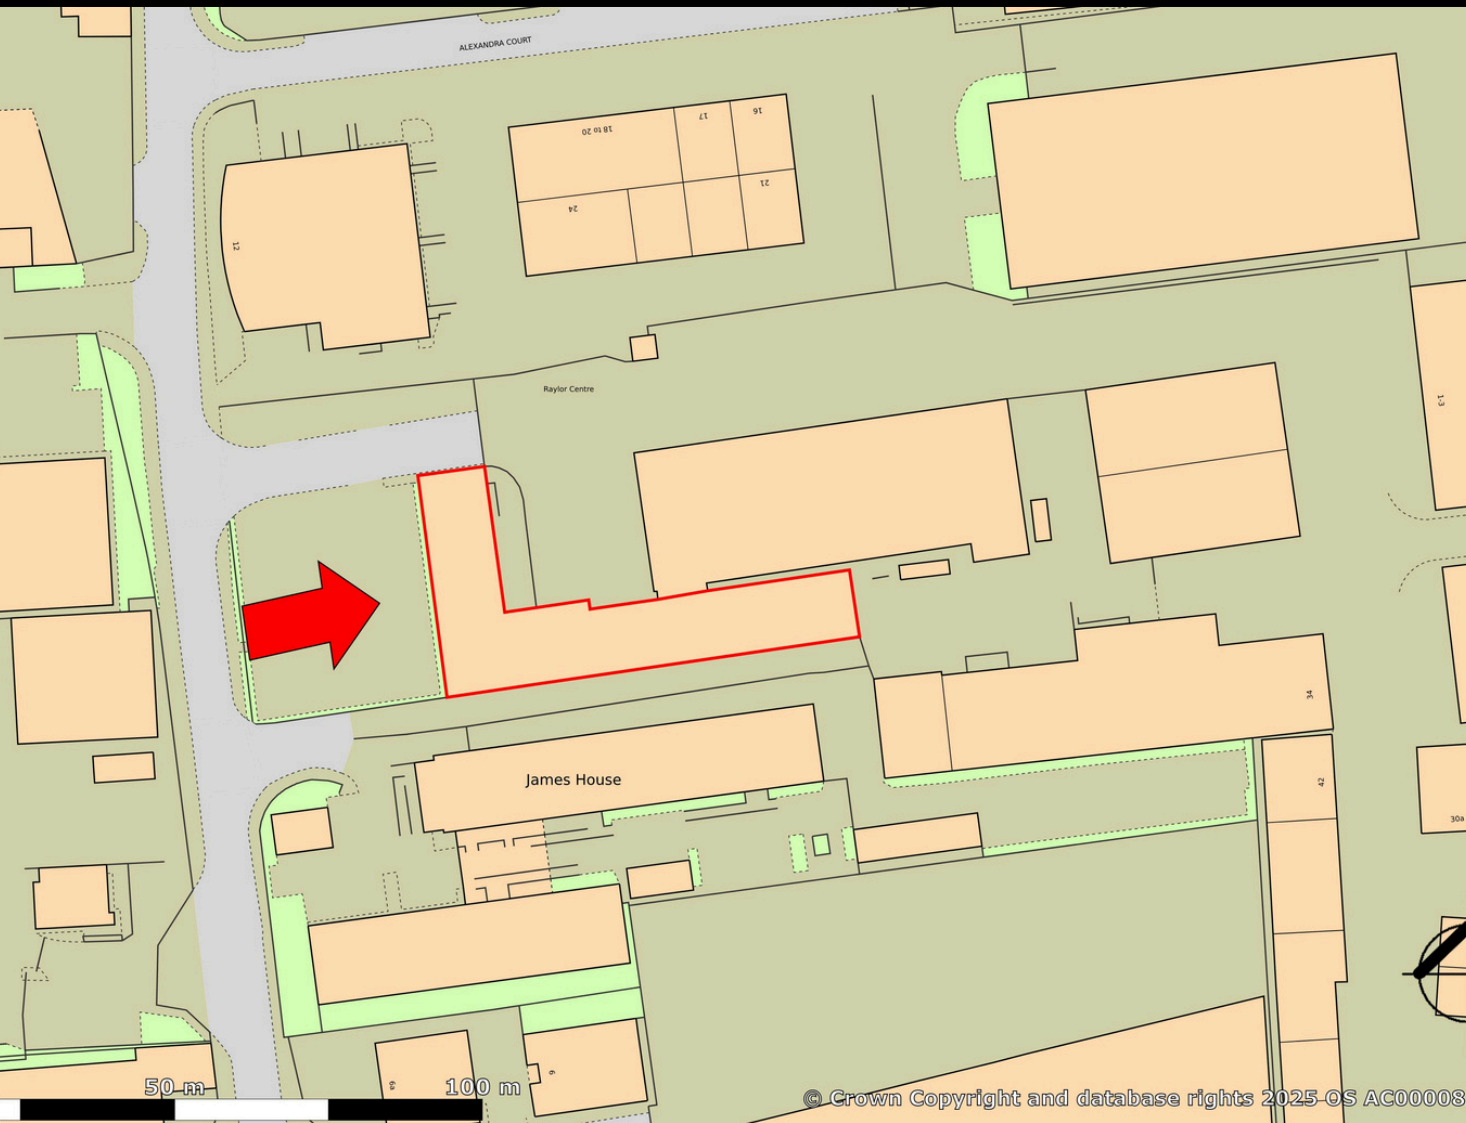 ALEXANDRA COURT
18 to 20
17
16
21
24
12
Raylor Centre
1-3
34
James House
42
30a
6a
6
50 m
100 m
© Crown Copyright and database rights 2025 OS AC00008